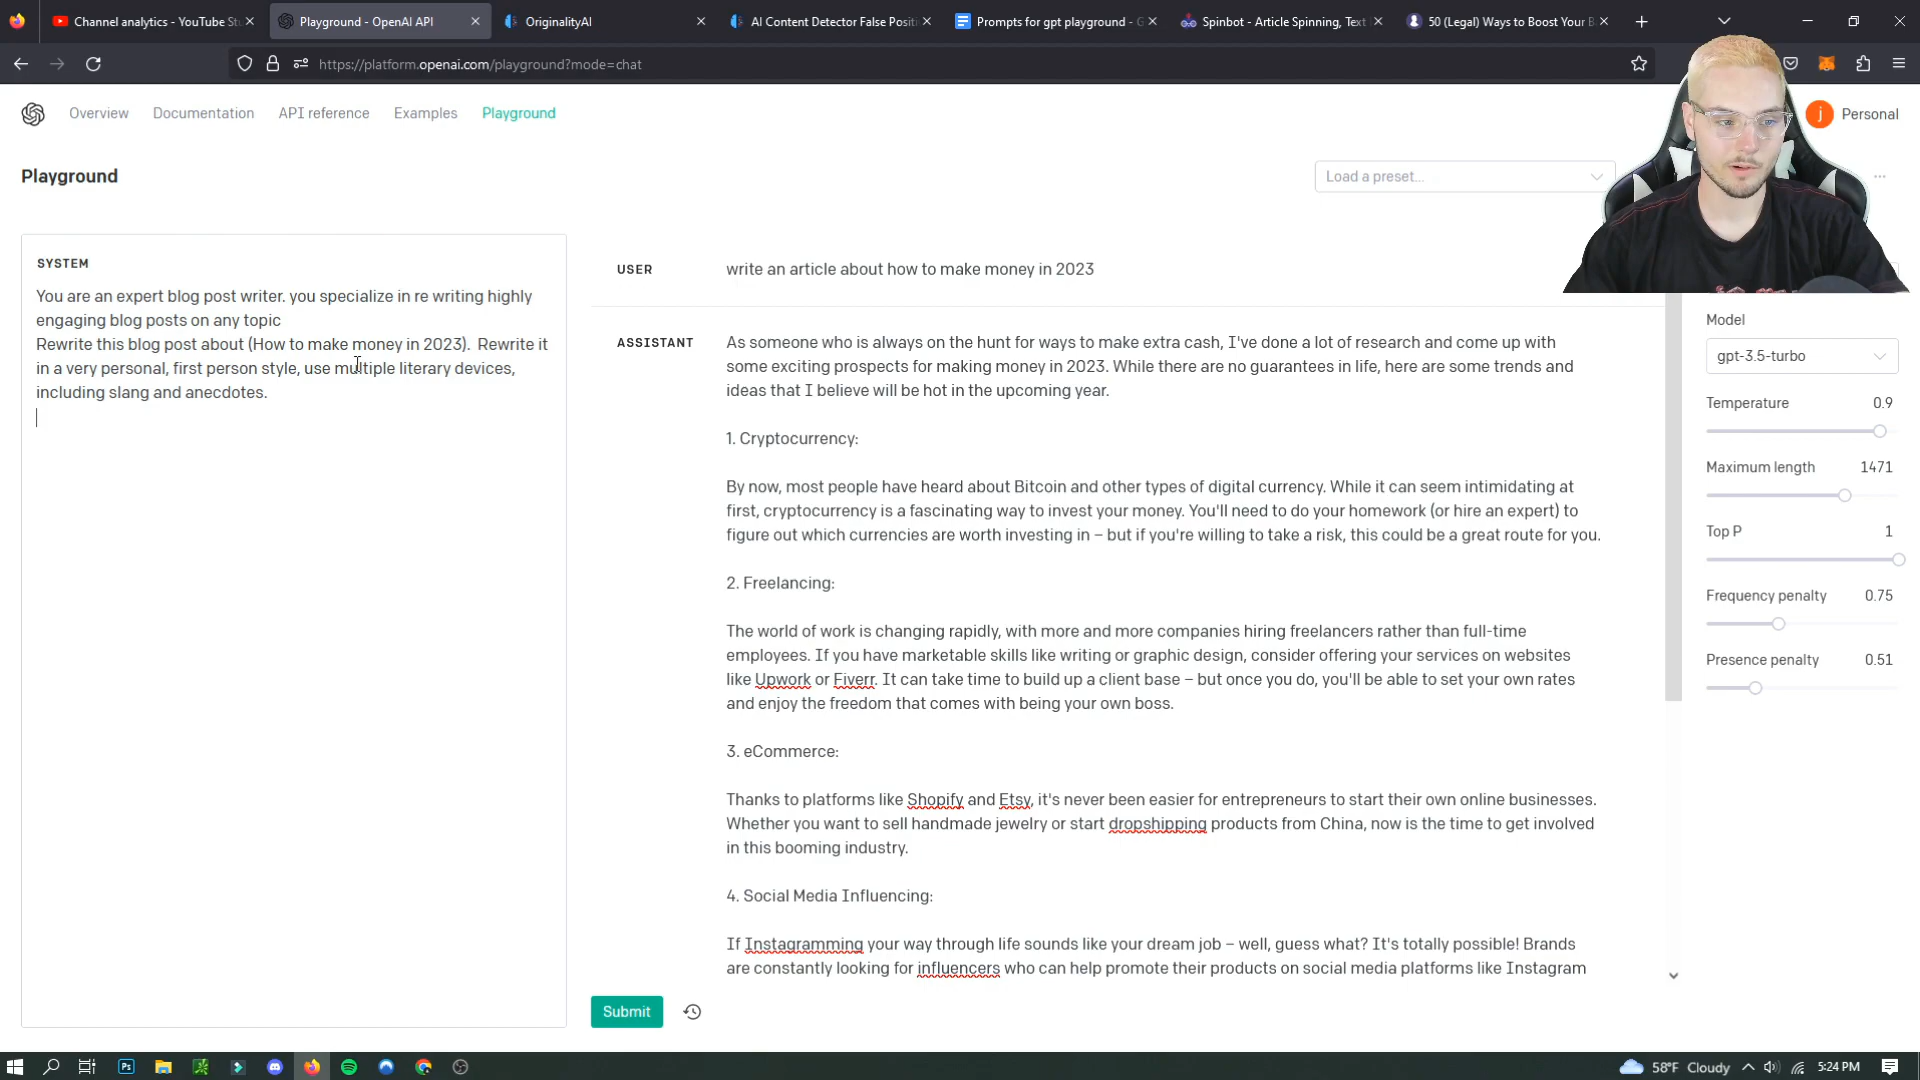 Channel analytics - YouTube St
Playground - OpenAI API
OriginalityAI
AI Content Detector False Posit
Prompts for gpt playground - G
Spinbot - Article Spinning, Text
50 (Legal) Ways to Boost Your B
https://platform.openai.com/playground?mode=chat
Overview
Documentation
API reference
Examples
Playground
j
Personal
Playground
Load a preset...
SYSTEM
You are an expert blog post writer. you specialize in re writing highly
engaging blog posts on any topic
Rewrite this blog post about (How to make money in 2023).  Rewrite it
in a very personal, first person style, use multiple literary devices,
including slang and anecdotes.
USER
write an article about how to make money in 2023
ASSISTANT
As someone who is always on the hunt for ways to make extra cash, I've done a lot of research and come up with
some exciting prospects for making money in 2023. While there are no guarantees in life, here are some trends and
ideas that I believe will be hot in the upcoming year.
1. Cryptocurrency:
By now, most people have heard about Bitcoin and other types of digital currency. While it can seem intimidating at
first, cryptocurrency is a fascinating way to invest your money. You'll need to do your homework (or hire an expert) to
figure out which currencies are worth investing in – but if you're willing to take a risk, this could be a great route for you.
2. Freelancing:
The world of work is changing rapidly, with more and more companies hiring freelancers rather than full-time
employees. If you have marketable skills like writing or graphic design, consider offering your services on websites
like Upwork or Fiverr. It can take time to build up a client base – but once you do, you'll be able to set your own rates
and enjoy the freedom that comes with being your own boss.
3. eCommerce:
Thanks to platforms like Shopify and Etsy, it's never been easier for entrepreneurs to start their own online businesses.
Whether you want to sell handmade jewelry or start dropshipping products from China, now is the time to get involved
in this booming industry.
4. Social Media Influencing:
If Instagramming your way through life sounds like your dream job – well, guess what? It's totally possible! Brands
are constantly looking for influencers who can help promote their products on social media platforms like Instagram
Submit
Model
gpt-3.5-turbo
Temperature 0.9
Maximum length 1471
Top P 1
Frequency penalty 0.75
Presence penalty 0.51
Ps
58°F Cloudy
5:24 PM